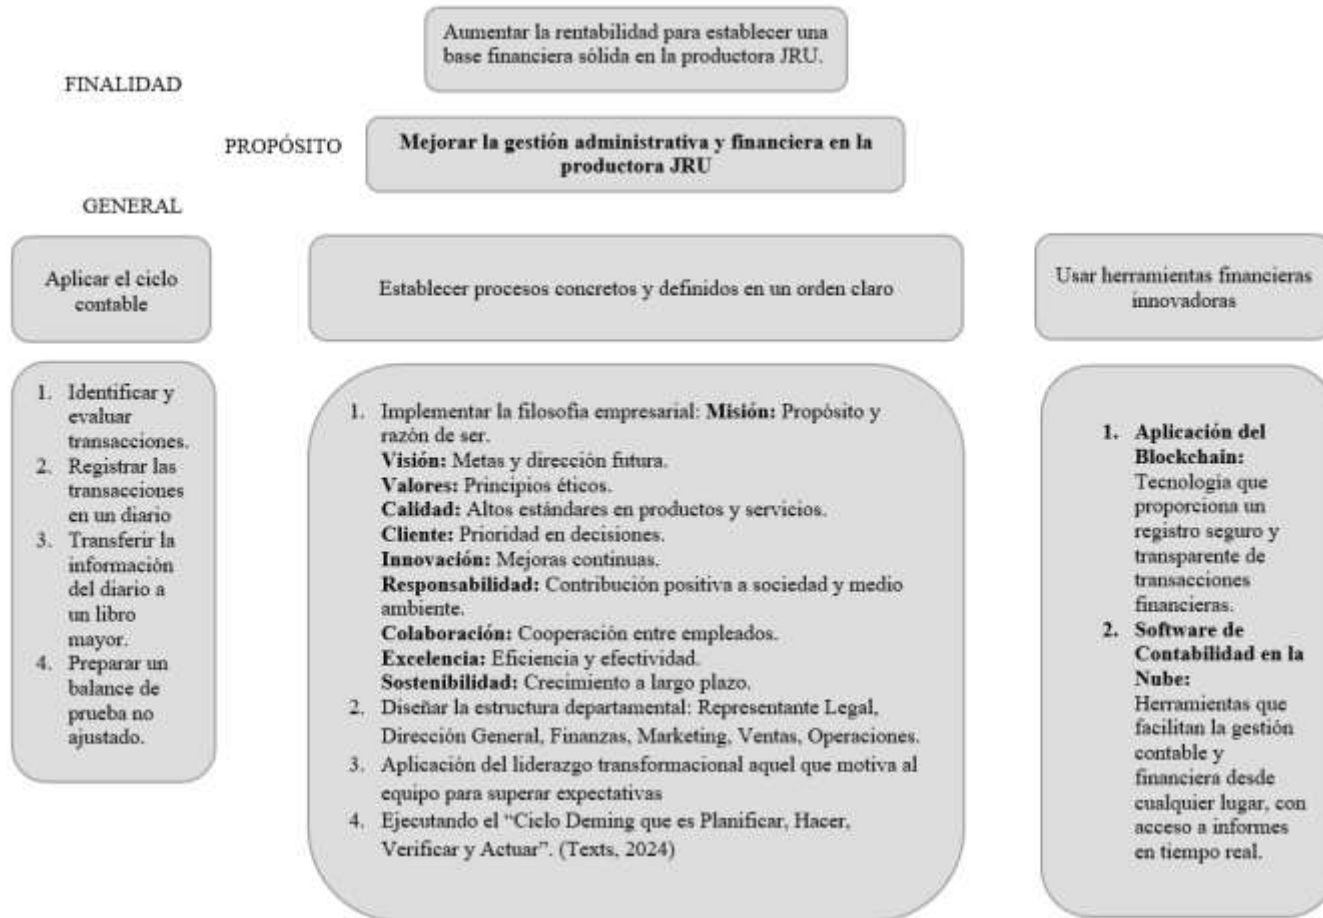 Aumentar la rentabilidad para establecer una
base financiera sólida en la productora JRU.
FINALIDAD
PROPÓSITO
Mejorar la gestión administrativa y financiera en la
productora JRU
GENERAL
Aplicar el ciclo
contable
Establecer procesos concretos y definidos en un orden claro
Usar herramientas financieras
innovadoras
1. Identificar y
evaluar
transacciones.
2. Registrar las
transacciones
en un diario
3. Transferir la
información
del diario a
un libro
mayor.
4. Preparar un
balance de
prueba no
ajustado.
1. Implementar la filosofía empresarial: Misión: Propósito y
razón de ser.
Visión: Metas y dirección futura.
Valores: Principios éticos.
Calidad: Altos estándares en productos y servicios.
Cliente: Prioridad en decisiones.
Innovación: Mejoras continuas.
Responsabilidad: Contribución positiva a sociedad y medio
ambiente.
Colaboración: Cooperación entre empleados.
Excelencia: Eficiencia y efectividad.
Sostenibilidad: Crecimiento a largo plazo.
2. Diseñar la estructura departamental: Representante Legal,
Dirección General, Finanzas, Marketing, Ventas, Operaciones.
3. Aplicación del liderazgo transformacional aquel que motiva al
equipo para superar expectativas
4. Ejecutando el “Ciclo Deming que es Planificar, Hacer,
Verificar y Actuar”. (Texts, 2024)
1. Aplicación del
Blockchain:
Tecnología que
proporciona un
registro seguro y
transparente de
transacciones
financieras.
2. Software de
Contabilidad en la
Nube:
Herramientas que
facilitan la gestión
contable y
financiera desde
cualquier lugar, con
acceso a informes
en tiempo real.